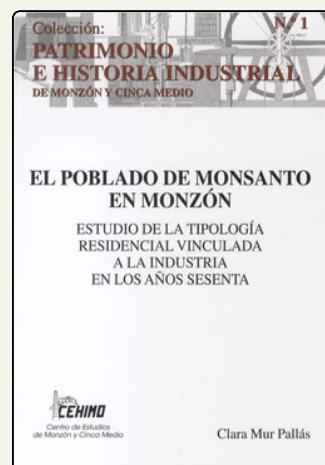 Colección:
N.º 1
PATRIMONIO
E HISTORIA INDUSTRIAL
DE MONZÓN Y CINCA MEDIO
EL POBLADO DE MONSANTO
EN MONZÓN
ESTUDIO DE LA TIPOLOGÍA
RESIDENCIAL VINCULADA
A LA INDUSTRIA
EN LOS AÑOS SESENTA
CEHIMO
Centro de Estudios
de Monzón y Cinca Medio
Clara Mur Pallás